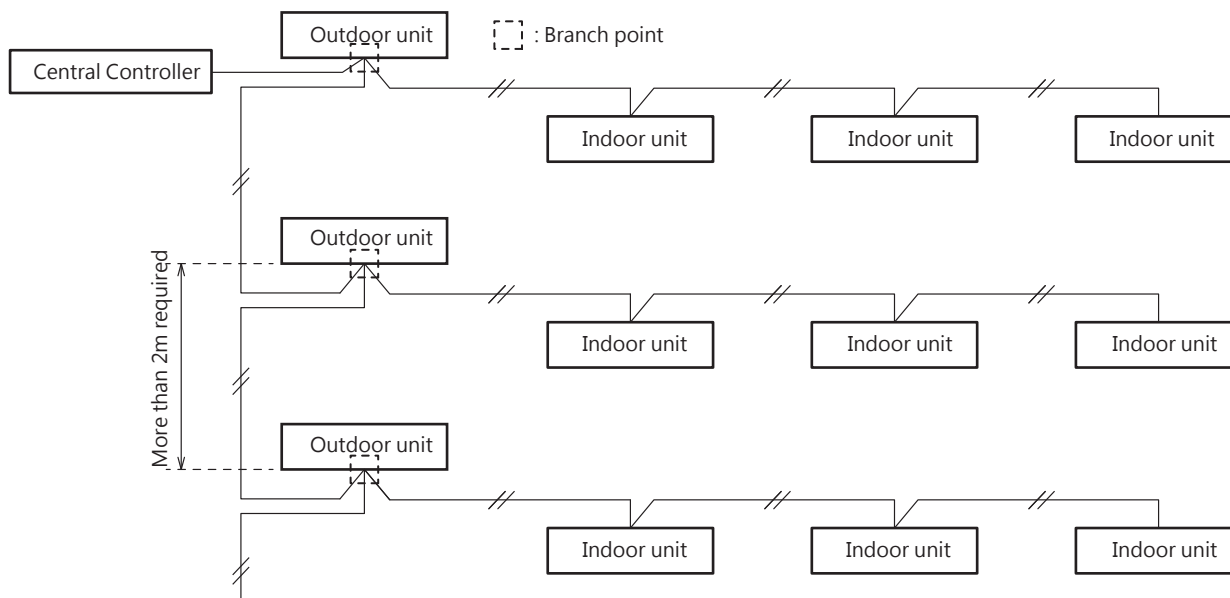 Outdoor unit
: Branch point
Central Controller
Indoor unit
Indoor unit
Indoor unit
Outdoor unit
More than 2m required
Indoor unit
Indoor unit
Indoor unit
Outdoor unit
Indoor unit
Indoor unit
Indoor unit